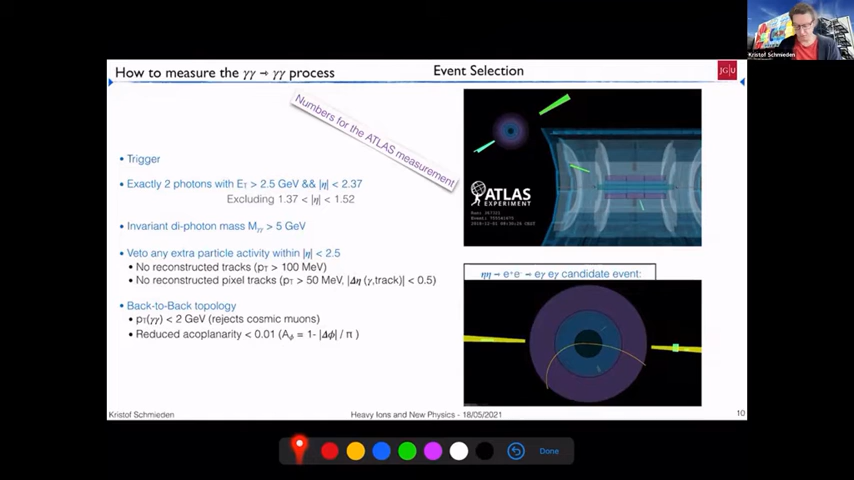 Kristof Schmieden
How to measure the γγ → γγ process
Event Selection
JG|U
Numbers for the ATLAS measurement
• Trigger
• Exactly 2 photons with ET > 2.5 GeV && |η| < 2.37
Excluding 1.37 < |η| < 1.52
• Invariant di-photon mass Mγγ > 5 GeV
• Veto any extra particle activity within |η| < 2.5
• No reconstructed tracks (pT > 100 MeV)
• No reconstructed pixel tracks (pT > 50 MeV, |Δη (γ,track)| < 0.5)
• Back-to-Back topology
• pT(γγ) < 2 GeV (rejects cosmic muons)
• Reduced acoplanarity < 0.01 (Aϕ = 1- |Δϕ| / π )
ATLAS
EXPERIMENT
ηη → e⁺e⁻ → eγ eγ candidate event:
Kristof Schmieden
Heavy Ions and New Physics - 18/05/2021
10
Done